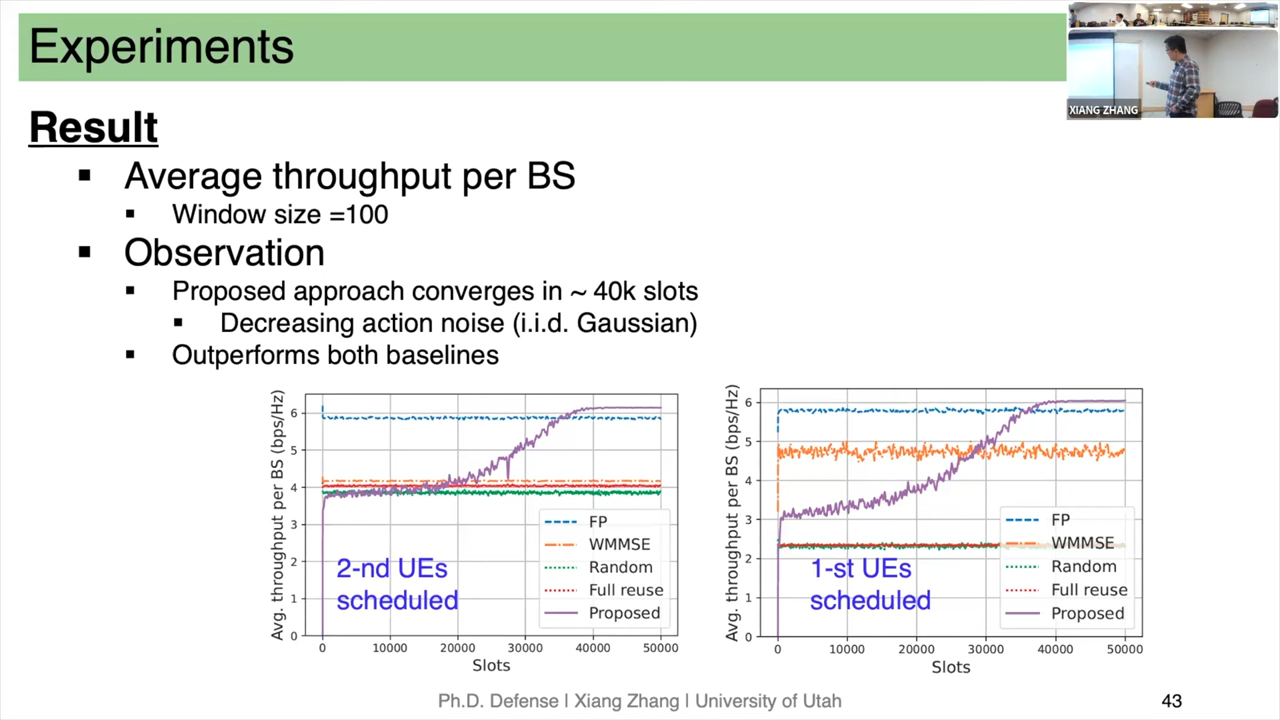 Experiments
XIANG ZHANG
Result
Average throughput per BS
Window size =100
Observation
Proposed approach converges in ~ 40k slots
Decreasing action noise (i.i.d. Gaussian)
Outperforms both baselines
Avg. throughput per BS (bps/Hz)
6
5
4
3
2
1
0
0 10000 20000 30000 40000 50000
Slots
FP
WMMSE
Random
Full reuse
Proposed
2-nd UEs
scheduled
Avg. throughput per BS (bps/Hz)
6
5
4
3
2
1
0
0 10000 20000 30000 40000 50000
Slots
FP
WMMSE
Random
Full reuse
Proposed
1-st UEs
scheduled
Ph.D. Defense | Xiang Zhang | University of Utah
43